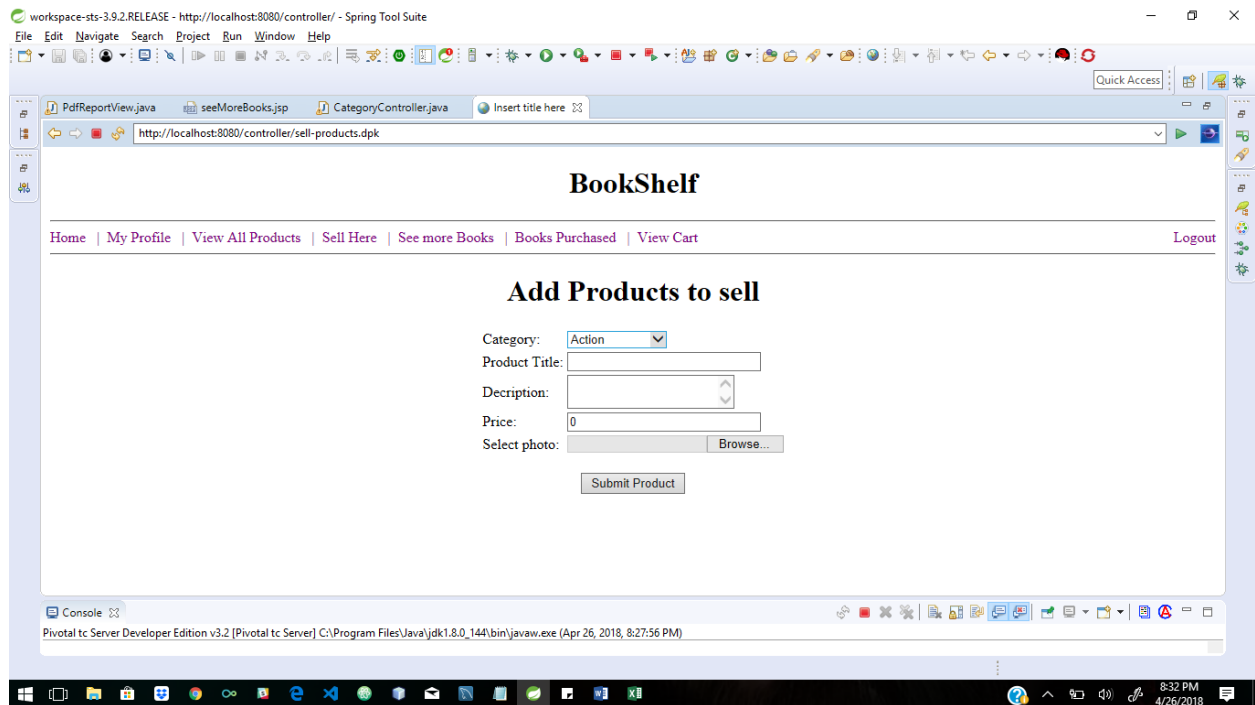 workspace-sts-3.9.2.RELEASE - http://localhost:8080/controller/ - Spring Tool Suite
File Edit Navigate Search Project Run Window Help
Quick Access
PdfReportView.java seeMoreBooks.jsp CategoryController.java Insert title here
http://localhost:8080/controller/sell-products.dpk
BookShelf
Home | My Profile | View All Products | Sell Here | See more Books | Books Purchased | View Cart Logout
Add Products to sell
Category: Action
Product Title:
Decription:
Price: 0
Select photo: Browse...
Submit Product
Console
Pivotal tc Server Developer Edition v3.2 [Pivotal tc Server] C:\Program Files\Java\jdk1.8.0_144\bin\javaw.exe (Apr 26, 2018, 8:27:56 PM)
8:32 PM
4/26/2018